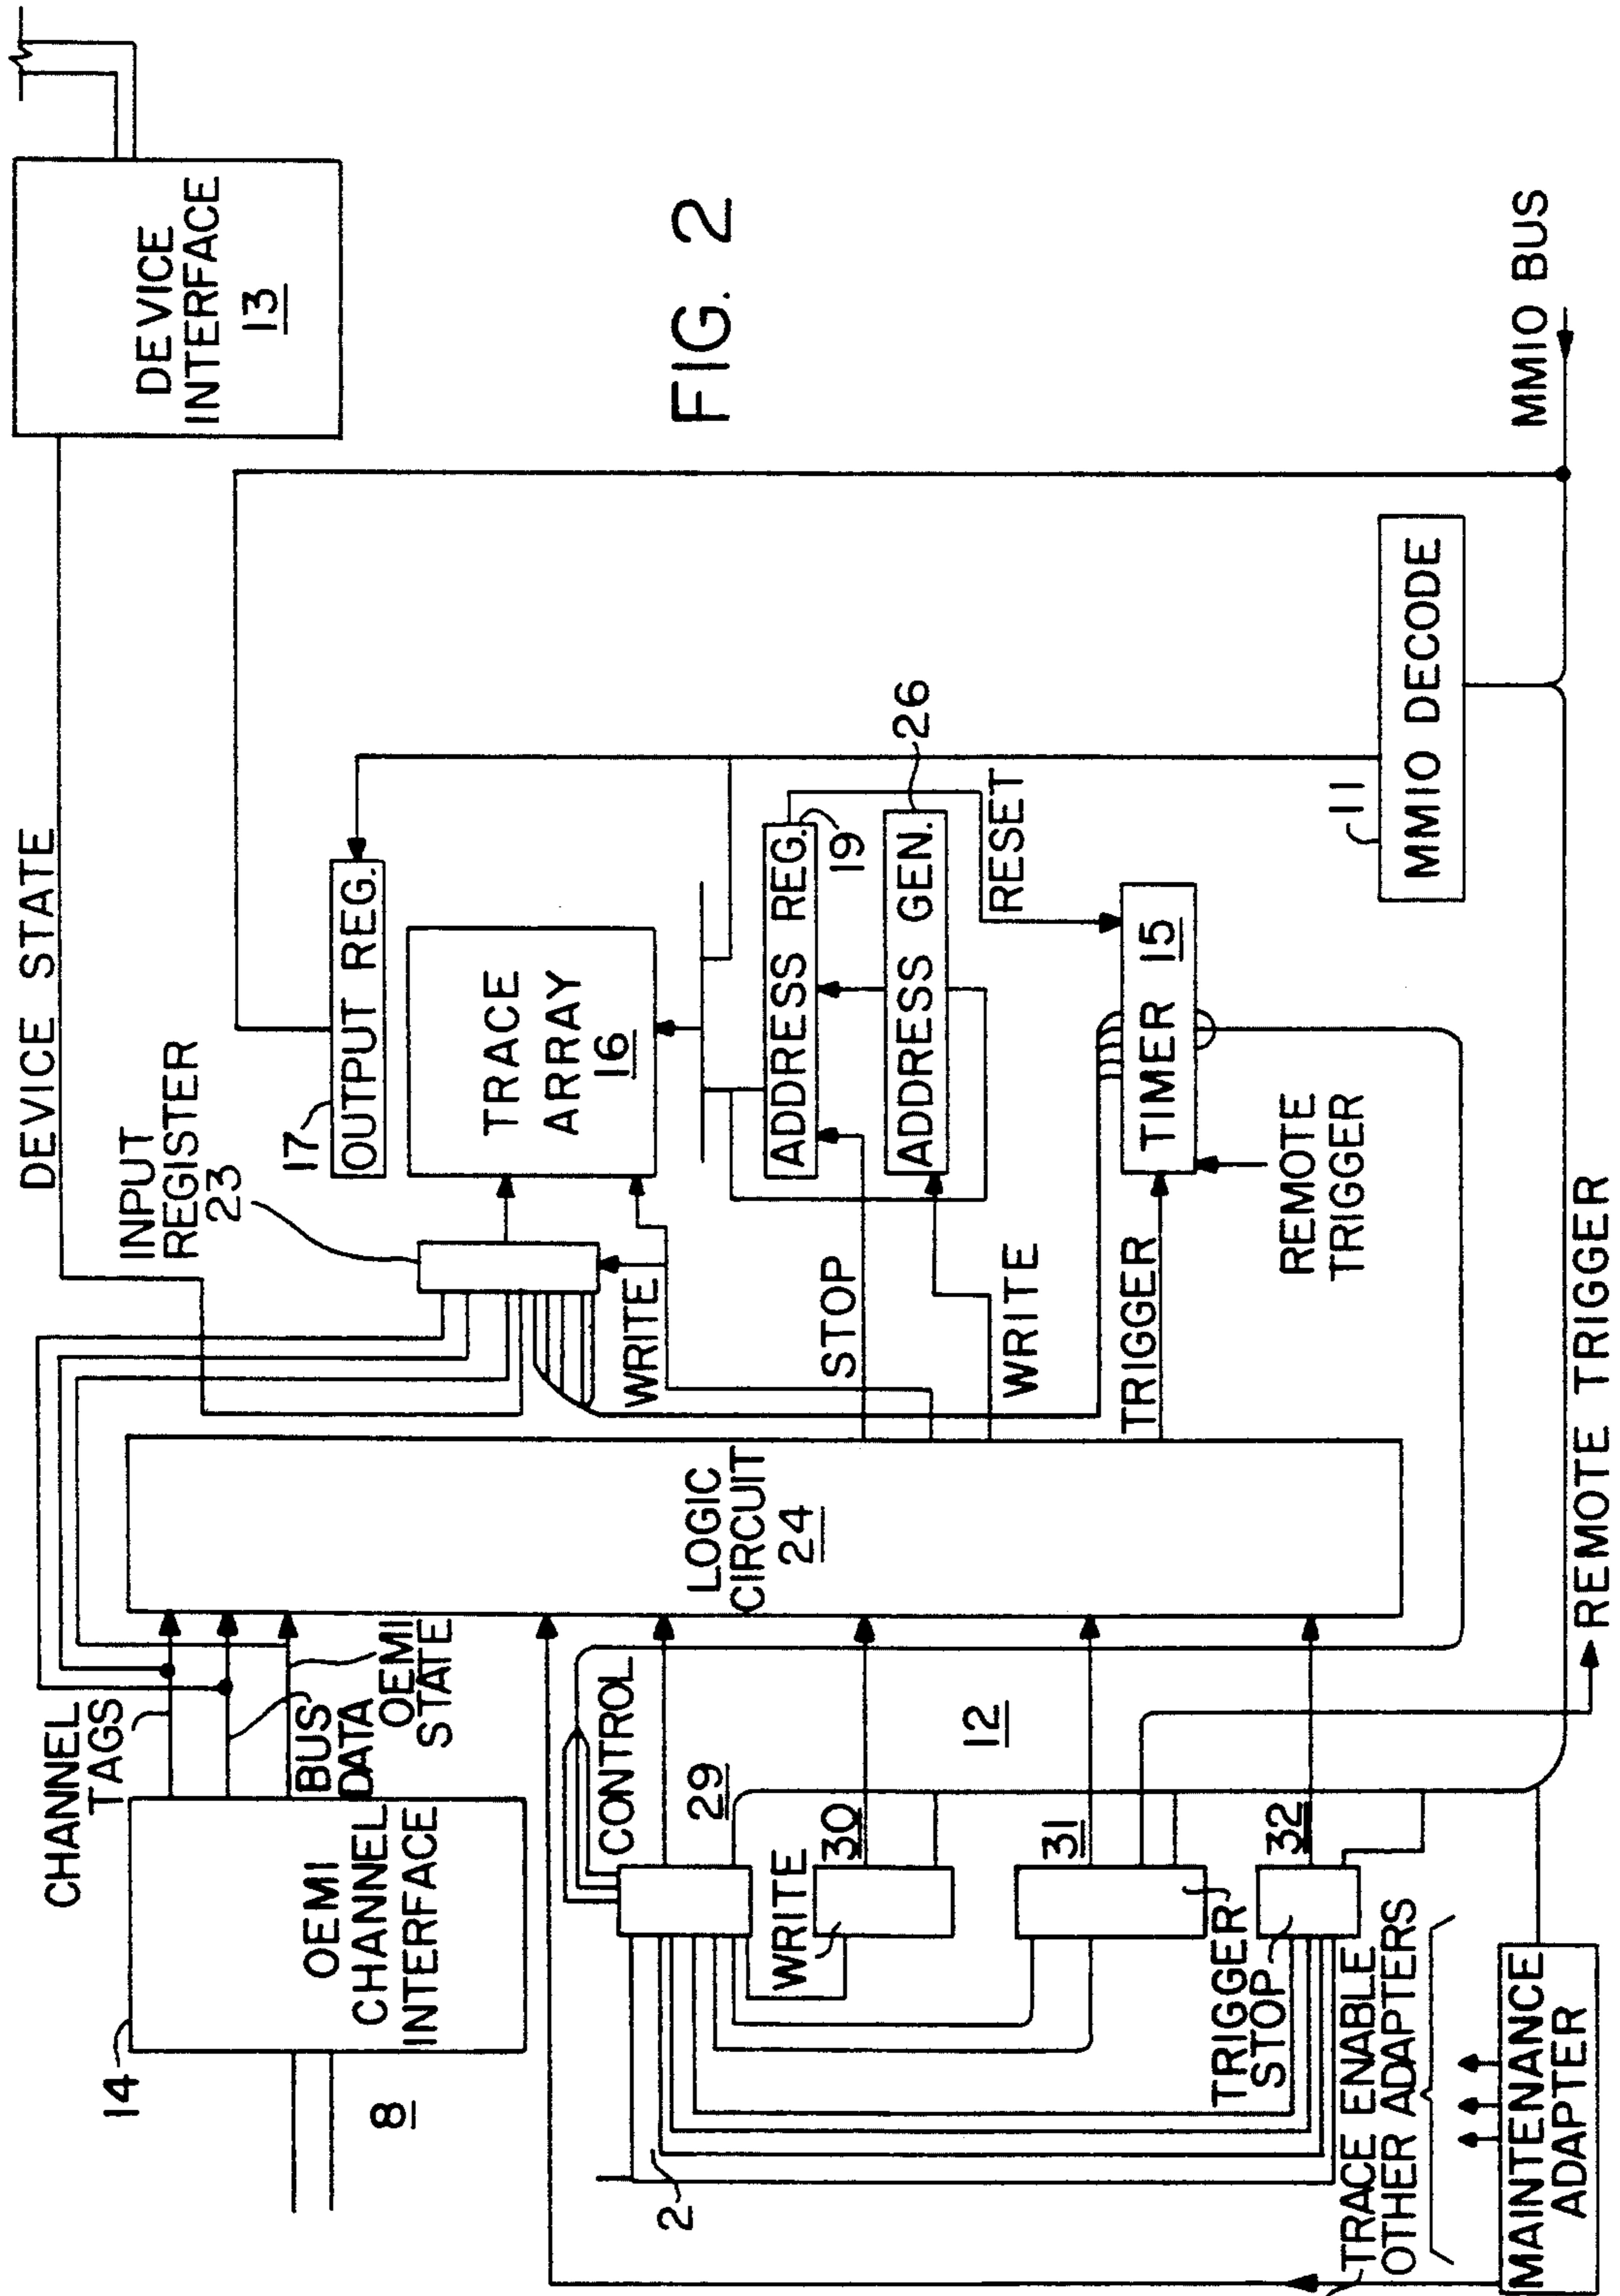 DEVICE STATE
DEVICE
INTERFACE
13
INPUT
REGISTER
23
17
OUTPUT REG.
TRACE
ARRAY
16
ADDRESS REG.
19
ADDRESS GEN.
26
RESET
TIMER 15
REMOTE
TRIGGER
FIG. 2
11
MMIO DECODE
MMIO BUS
CHANNEL
TAGS
BUS
DATA
OEMI
STATE
14
OEMI
CHANNEL
INTERFACE
8
LOGIC
CIRCUIT
24
WRITE
STOP
WRITE
TRIGGER
CONTROL
29
12
WRITE
30
31
TRIGGER
32
STOP
2
TRACE ENABLE
OTHER ADAPTERS
MAINTENANCE
ADAPTER
REMOTE TRIGGER